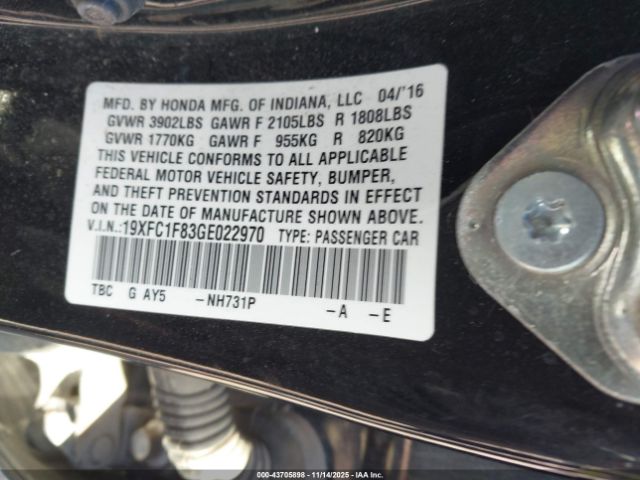 MFD. BY HONDA MFG. OF INDIANA, LLC 04/'16
GVWR 3902LBS GAWR F 2105LBS R 1808LBS
GVWR 1770KG GAWR F 955KG R 820KG
THIS VEHICLE CONFORMS TO ALL APPLICABLE
FEDERAL MOTOR VEHICLE SAFETY, BUMPER,
AND THEFT PREVENTION STANDARDS IN EFFECT
ON THE DATE OF MANUFACTURE SHOWN ABOVE.
V.I.N.:19XFC1F83GE022970 TYPE: PASSENGER CAR
TBC G AY5 -NH731P -A -E
000-43705898 - 11/14/2025 - IAA Inc.